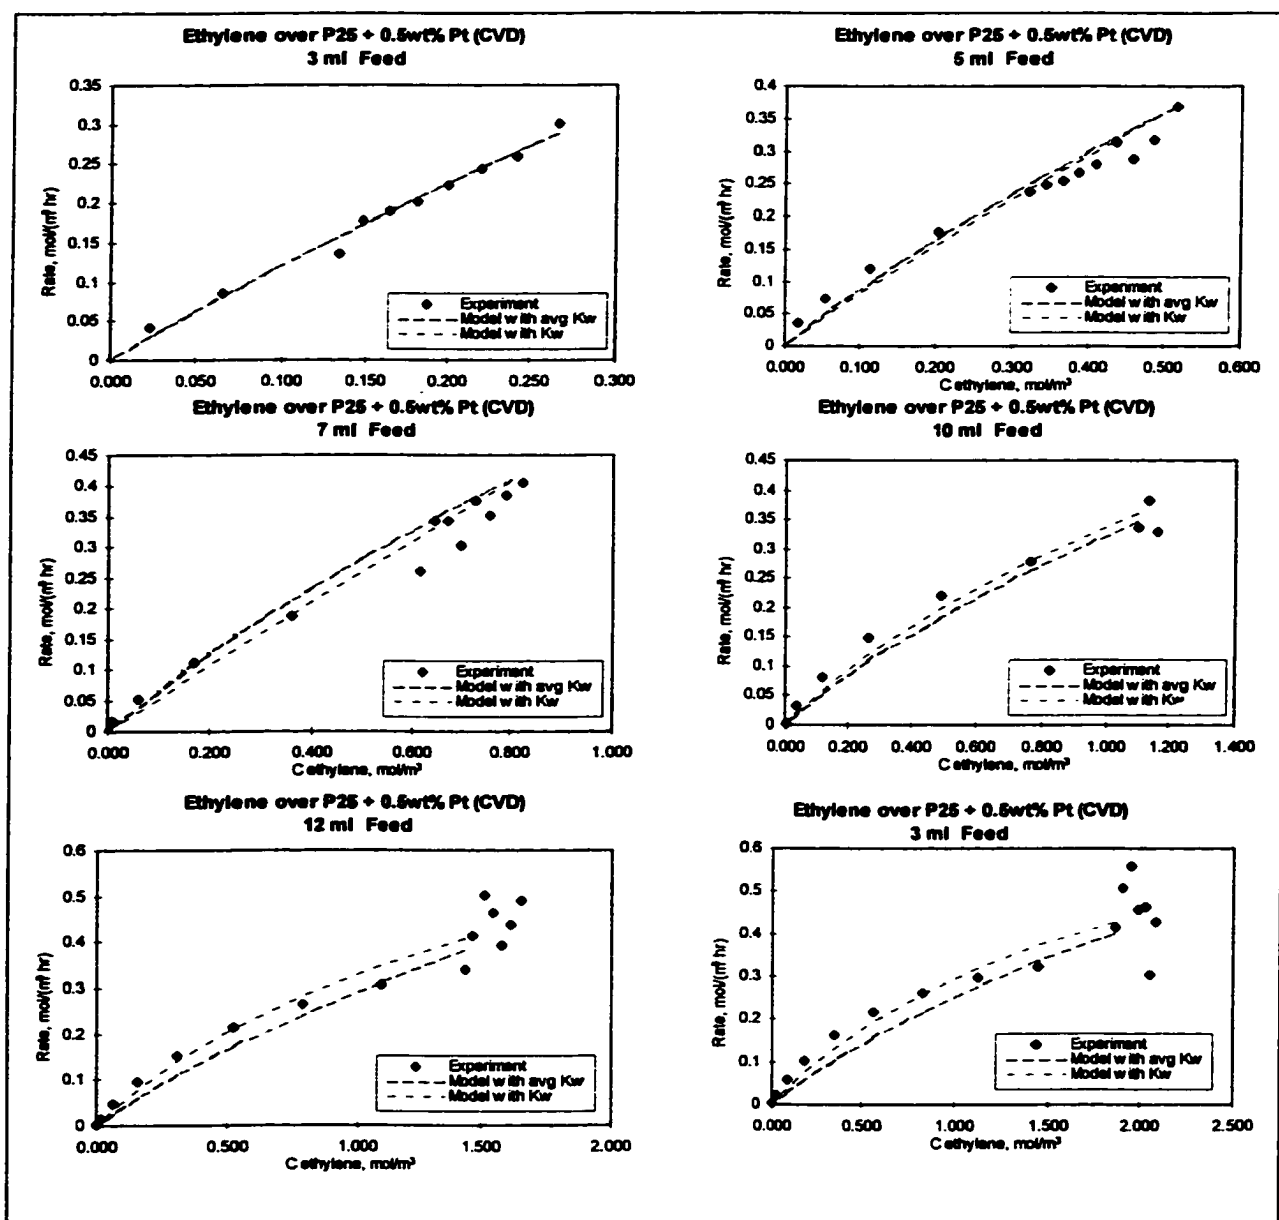 Ethylene over P25 + 0.5wt% Pt (CVD)
3 ml Feed
Rate, mol/(m² hr)
0.35
0.3
0.25
0.2
0.15
0.1
0.05
0
0.000 0.050 0.100 0.150 0.200 0.250 0.300
Experiment
Model with avg Kw
Model with Kw
Ethylene over P25 + 0.5wt% Pt (CVD)
5 ml Feed
Rate, mol/(m² hr)
0.4
0.35
0.3
0.25
0.2
0.15
0.1
0.05
0
0.000 0.100 0.200 0.300 0.400 0.500 0.600
C ethylene, mol/m³
Experiment
Model with avg Kw
Model with Kw
Ethylene over P25 + 0.5wt% Pt (CVD)
7 ml Feed
Rate, mol/(m² hr)
0.45
0.4
0.35
0.3
0.25
0.2
0.15
0.1
0.05
0
0.000 0.200 0.400 0.600 0.800 1.000
C ethylene, mol/m³
Experiment
Model with avg Kw
Model with Kw
Ethylene over P25 + 0.5wt% Pt (CVD)
10 ml Feed
Rate, mol/(m² hr)
0.45
0.4
0.35
0.3
0.25
0.2
0.15
0.1
0.05
0
0.000 0.200 0.400 0.600 0.800 1.000 1.200 1.400
C ethylene, mol/m³
Experiment
Model with avg Kw
Model with Kw
Ethylene over P25 + 0.5wt% Pt (CVD)
12 ml Feed
Rate, mol/(m² hr)
0.6
0.5
0.4
0.3
0.2
0.1
0
0.000 0.500 1.000 1.500 2.000
C ethylene, mol/m³
Experiment
Model with avg Kw
Model with Kw
Ethylene over P25 + 0.5wt% Pt (CVD)
3 ml Feed
Rate, mol/(m² hr)
0.6
0.5
0.4
0.3
0.2
0.1
0
0.000 0.500 1.000 1.500 2.000 2.500
C ethylene, mol/m³
Experiment
Model with avg Kw
Model with Kw